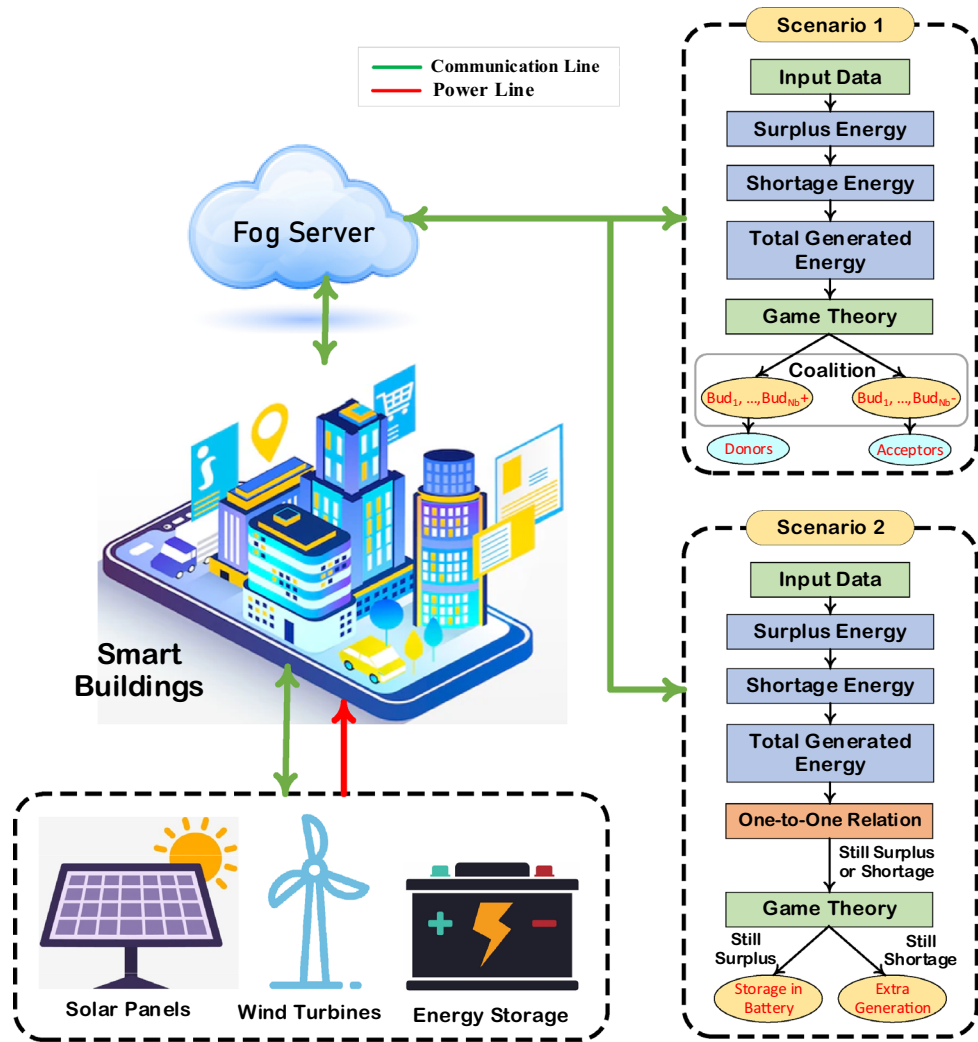 Communication Line
Power Line
Fog Server
Smart
Buildings
Solar Panels
Wind Turbines
Energy Storage
Scenario 1
Input Data
Surplus Energy
Shortage Energy
Total Generated
Energy
Game Theory
Coalition
Bud1, ...,BudNb+
Bud1, ...,BudNb-
Donors
Acceptors
Scenario 2
Input Data
Surplus Energy
Shortage Energy
Total Generated
Energy
One-to-One Relation
Still Surplus
or Shortage
Game Theory
Still
Surplus
Still
Shortage
Storage in
Battery
Extra
Generation